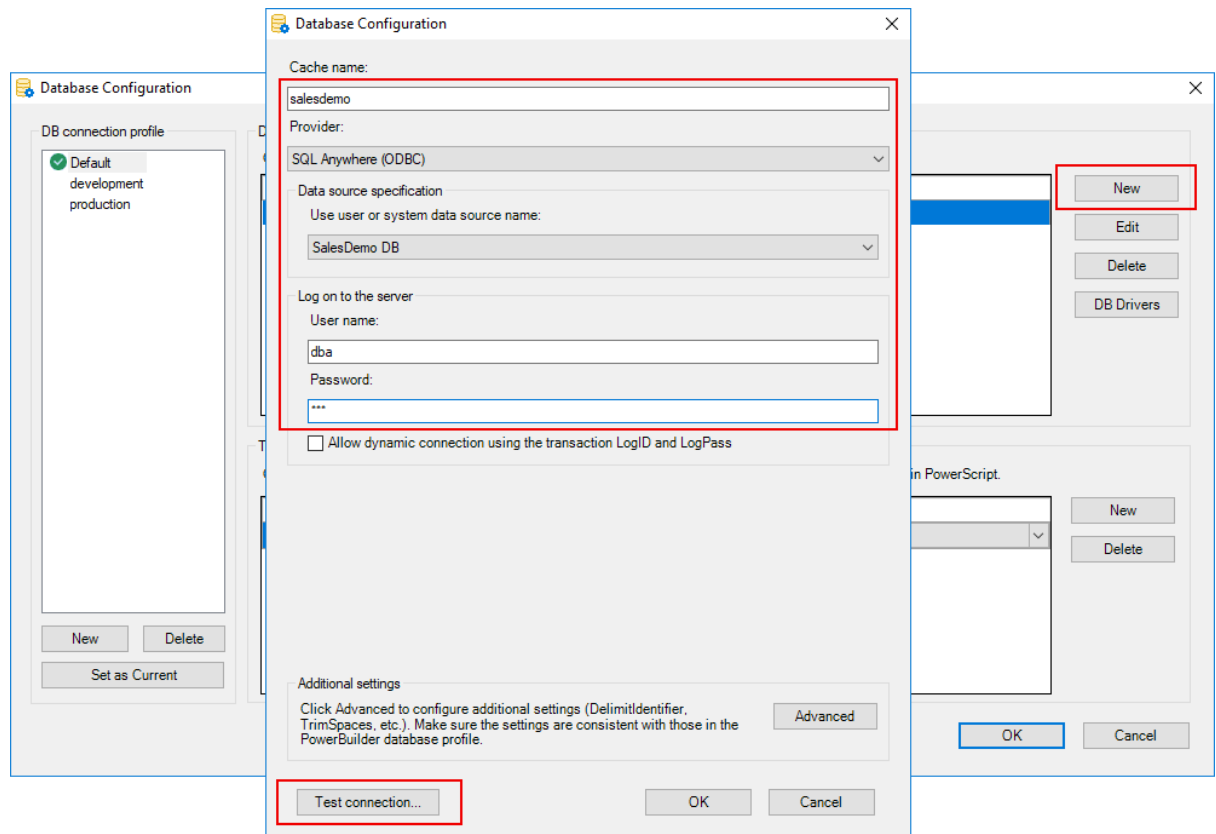 Database Configuration
Cache name:
salesdemo
Provider:
SQL Anywhere (ODBC)
Data source specification
Use user or system data source name:
SalesDemo DB
Log on to the server
User name:
dba
Password:
***
Allow dynamic connection using the transaction LogID and LogPass
Additional settings
Click Advanced to configure additional settings (DelimitIdentifier,
TrimSpaces, etc.). Make sure the settings are consistent with those in the
PowerBuilder database profile.
Advanced
Test connection...
OK
Cancel
Database Configuration
DB connection profile
Default
development
production
New
Delete
Set as Current
New
Edit
Delete
DB Drivers
in PowerScript.
New
Delete
OK
Cancel